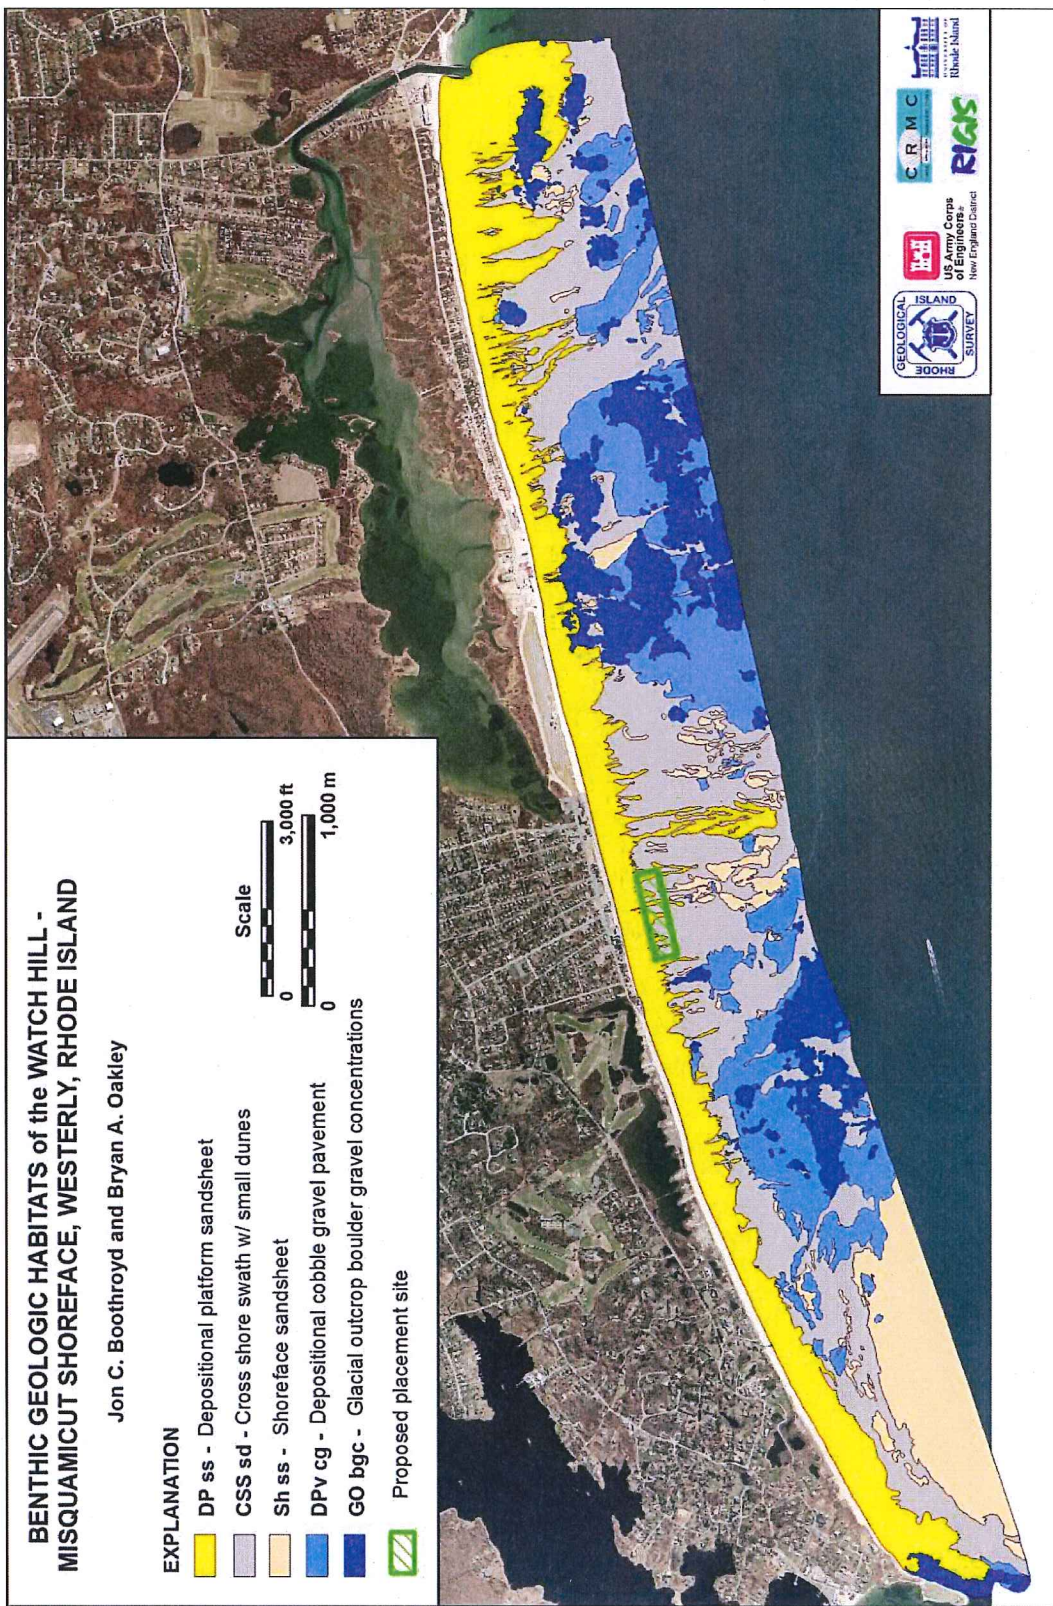 BENTHIC GEOLOGIC HABITATS of the WATCH HILL -
MISQUAMICUT SHOREFACE, WESTERLY, RHODE ISLAND
Jon C. Boothroyd and Bryan A. Oakley
EXPLANATION
DP ss - Depositional platform sandsheet
CSS sd - Cross shore swath w/ small dunes
Sh ss - Shoreface sandsheet
DPv cg - Depositional cobble gravel pavement
GO bgc - Glacial outcrop boulder gravel concentrations
Proposed placement site
Scale
0 3,000 ft
0 1,000 m
RHODE ISLAND
GEOLOGICAL SURVEY
US Army Corps
of Engineers®
New England District
C R M C
RIGIS
UNIVERSITY OF
Rhode Island